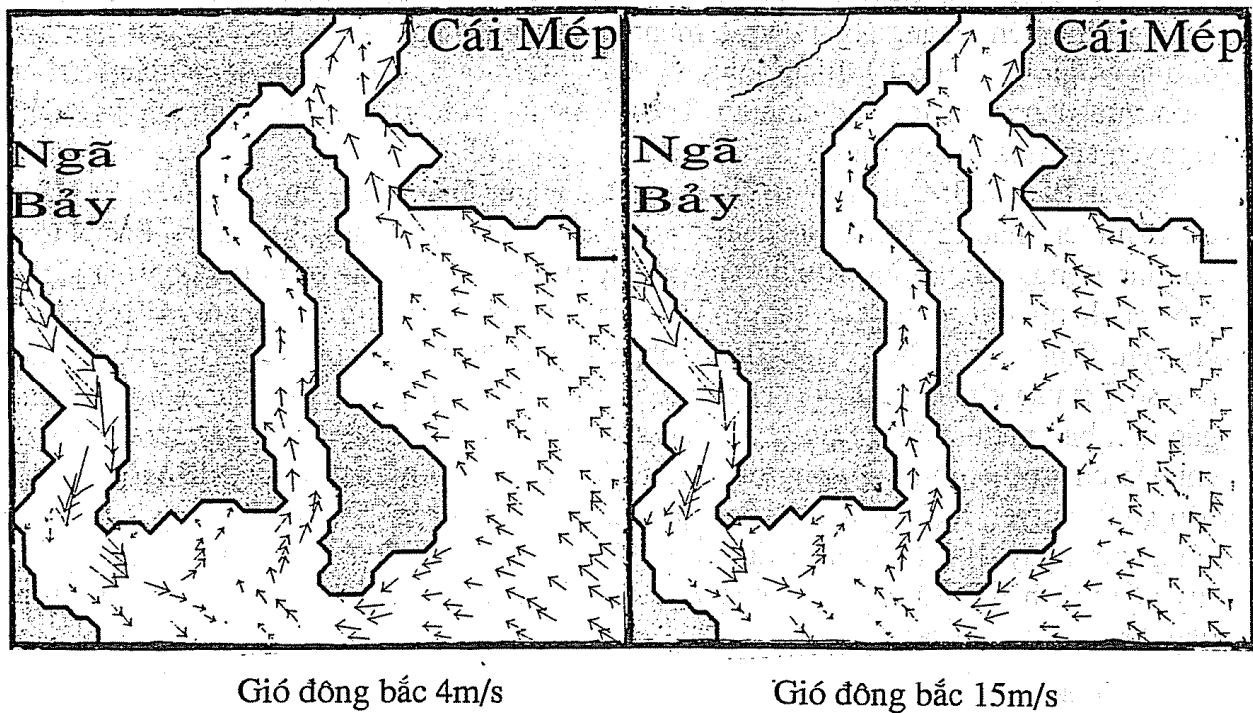 Cái Mép
Ngã
Bảy
Cái Mép
Ngã
Bảy
Gió đông bắc 4m/s
Gió đông bắc 15m/s